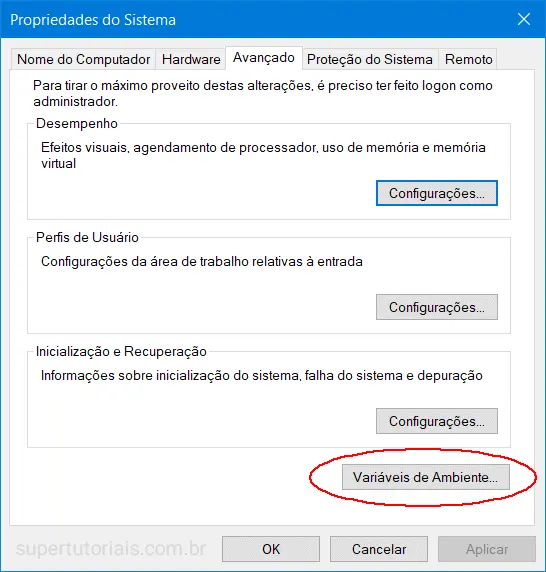 Propriedades do Sistema
Nome do Computador Hardware Avançado Proteção do Sistema Remoto
Para tirar o máximo proveito destas alterações, é preciso ter feito logon como
administrador.
Desempenho
Efeitos visuais, agendamento de processador, uso de memória e memória
virtual
Configurações...
Perfis de Usuário
Configurações da área de trabalho relativas à entrada
Configurações...
Inicialização e Recuperação
Informações sobre inicialização do sistema, falha do sistema e depuração
Configurações...
Variáveis de Ambiente...
supertutoriais.com.br
OK Cancelar Aplicar